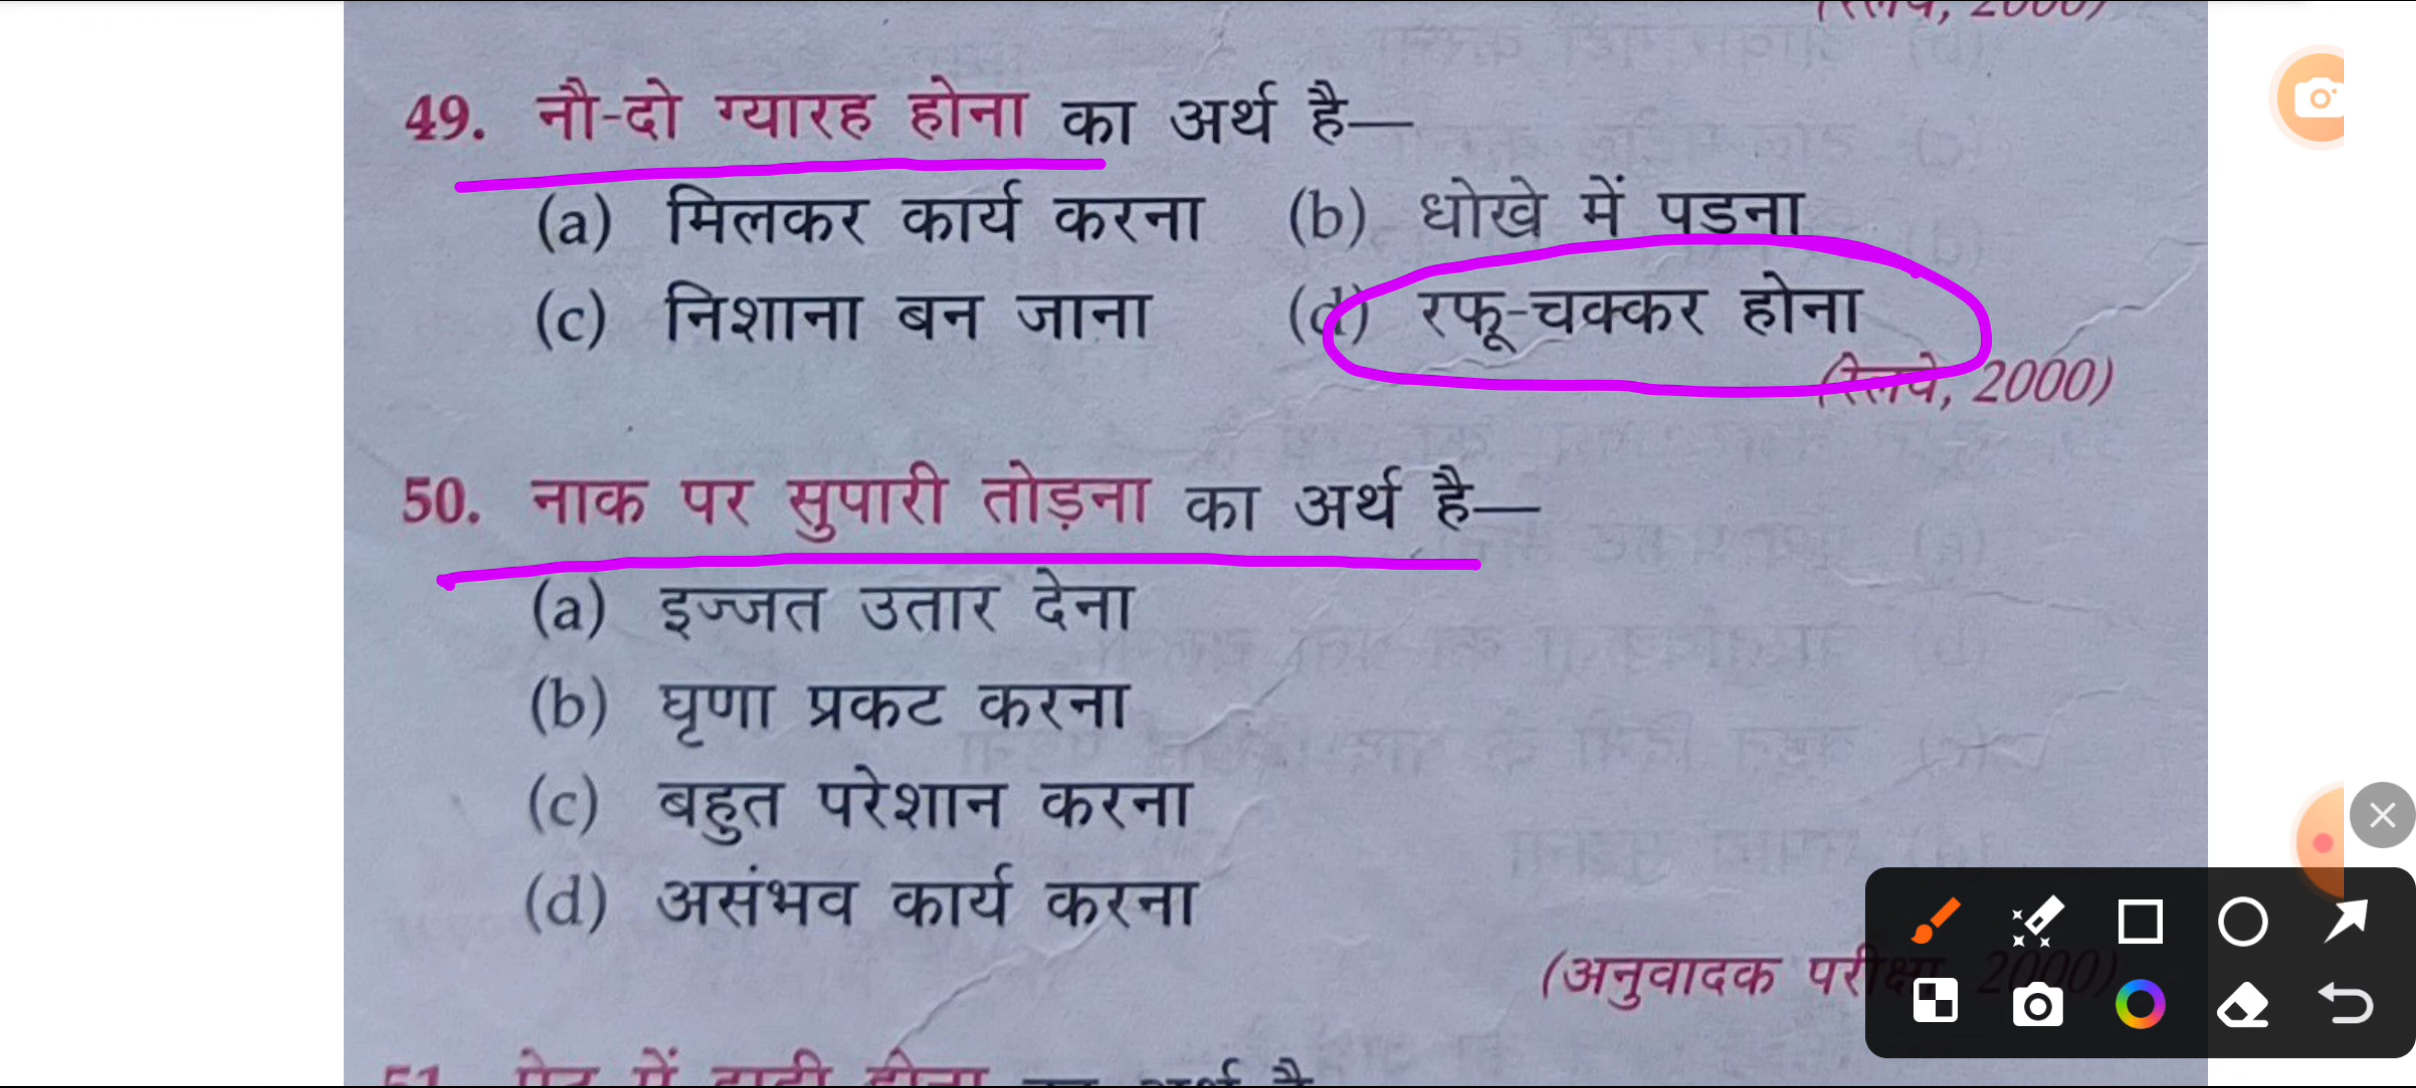 49. नौ-दो ग्यारह होना का अर्थ है—
(a) मिलकर कार्य करना (b) धोखे में पड़ना
(c) निशाना बन जाना (d) रफू-चक्कर होना
(रेलवे, 2000)
50. नाक पर सुपारी तोड़ना का अर्थ है—
(a) इज्जत उतार देना
(b) घृणा प्रकट करना
(c) बहुत परेशान करना
(d) असंभव कार्य करना
(अनुवादक परीक्षा, 2000)